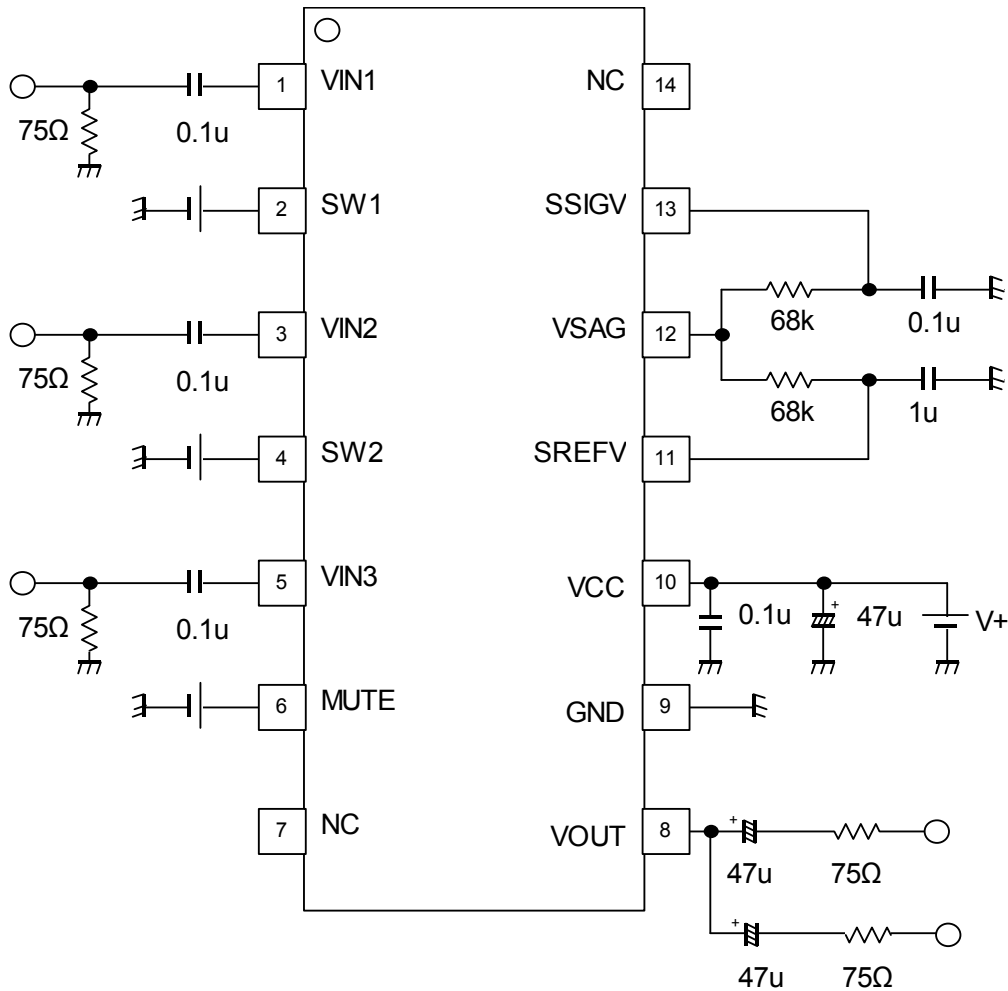 1 VIN1
NC 14
75Ω
0.1u
2 SW1
SSIGV 13
68k
0.1u
3 VIN2
VSAG 12
75Ω
0.1u
68k
1u
4 SW2
SREFV 11
5 VIN3
VCC 10
75Ω
0.1u
0.1u
+
47u
V+
6 MUTE
GND 9
7 NC
VOUT 8
+
47u
75Ω
+
47u
75Ω